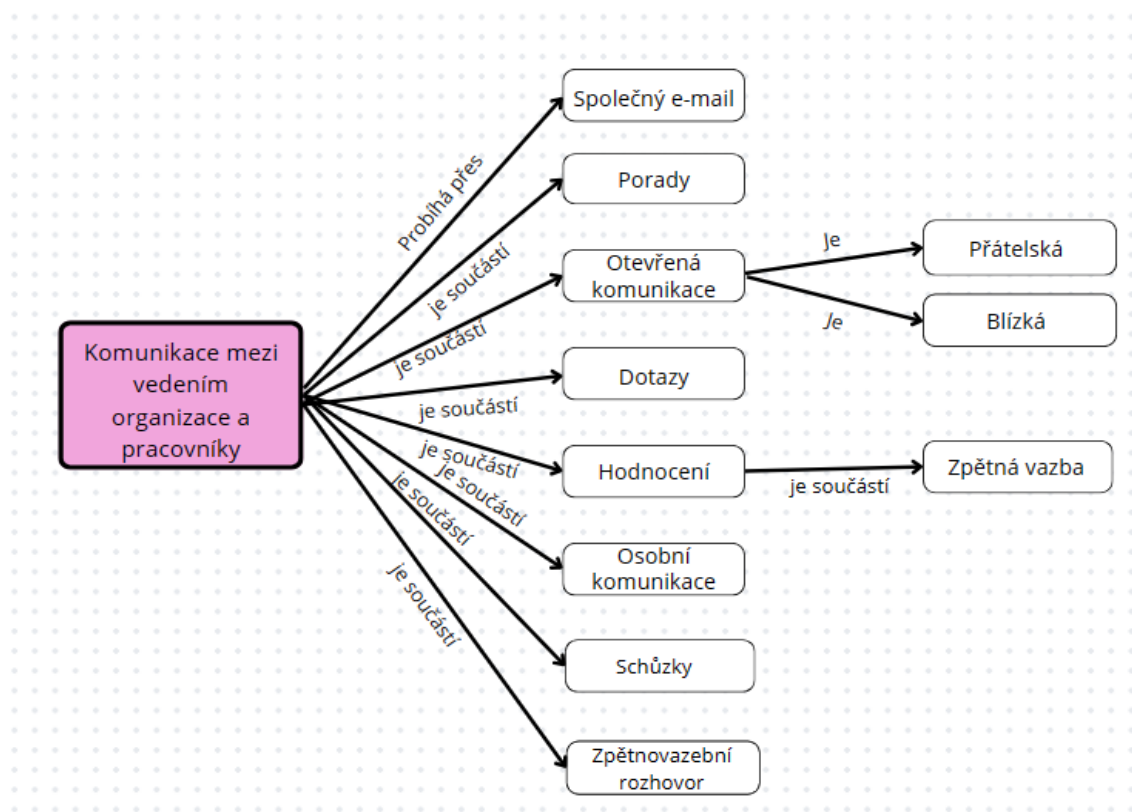 Společný e-mail
Probíhá přes
Porady
je součástí
Otevřená
komunikace
je součástí
Je
Přátelská
Je
Blízká
Komunikace mezi
vedením
organizace a
pracovníky
Dotazy
je součástí
Hodnocení
je součástí
je součástí
Zpětná vazba
Osobní
komunikace
je součástí
Schůzky
je součástí
Zpětnovazební
rozhovor
je součástí